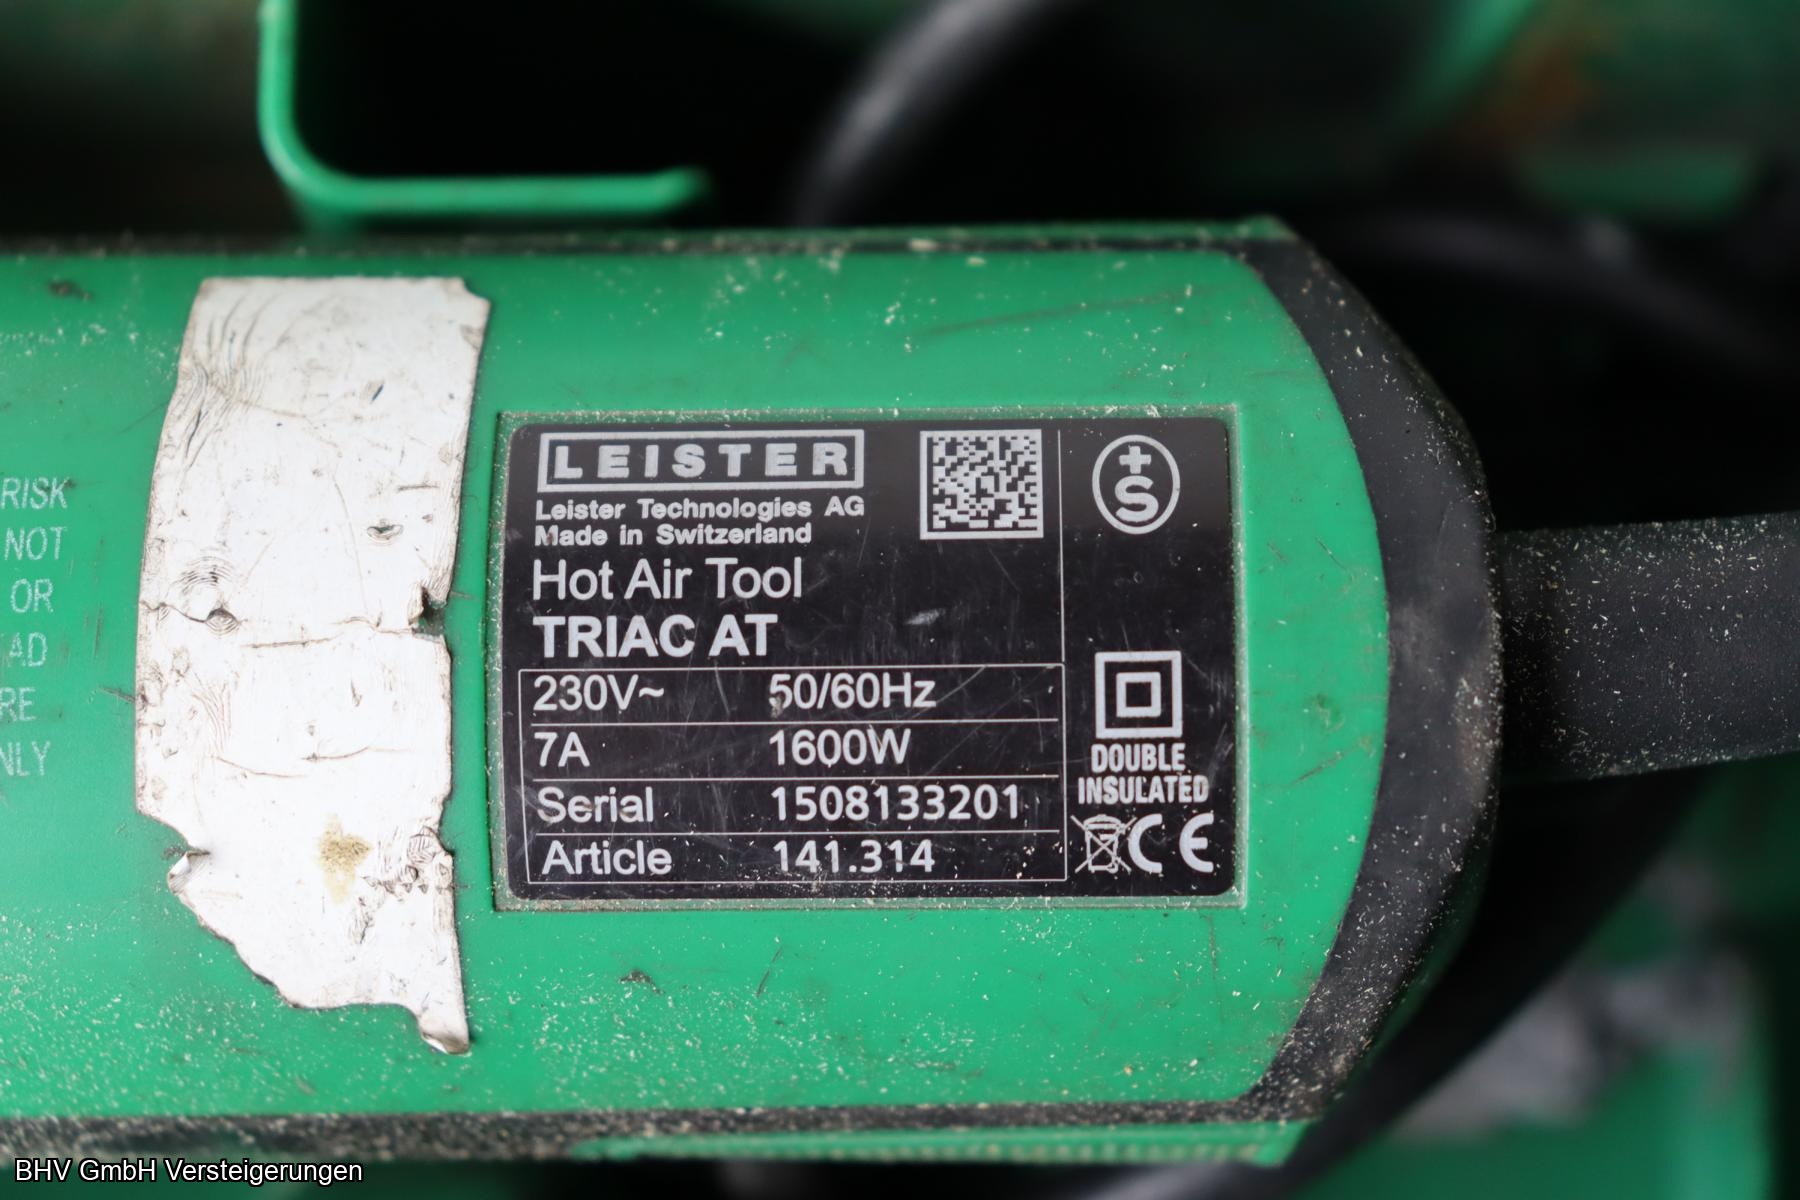 RISK
NOT
OR
RE
NLY
LEISTER
Leister Technologies AG
Made in Switzerland
Hot Air Tool
TRIAC AT
230V~ 50/60Hz
7A 1600W
Serial 1508133201
Article 141.314
+S
DOUBLE
INSULATED
CE
BHV GmbH Versteigerungen